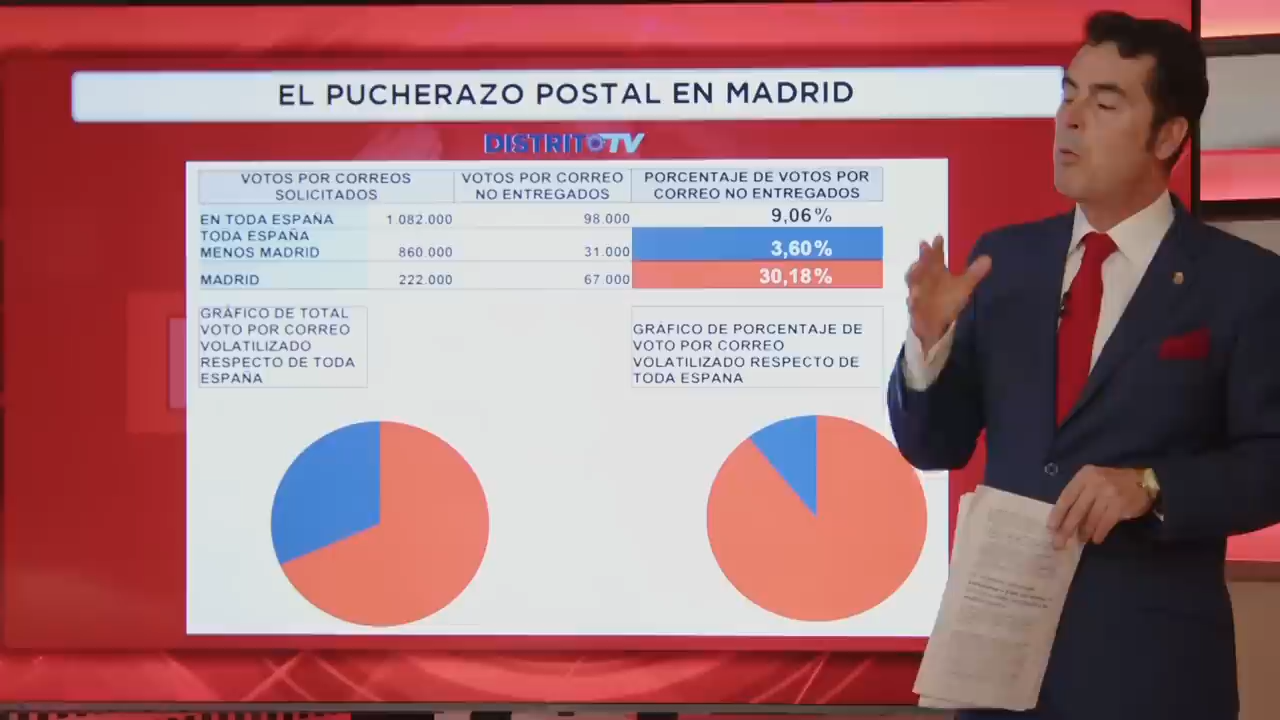 EL PUCHERAZO POSTAL EN MADRID
DISTRITO TV
VOTOS POR CORREOS
SOLICITADOS
VOTOS POR CORREO
NO ENTREGADOS
PORCENTAJE DE VOTOS POR
CORREO NO ENTREGADOS
EN TODA ESPAÑA 1.082.000 98.000 9,06%
TODA ESPAÑA
MENOS MADRID 860.000 31.000 3,60%
MADRID 222.000 67.000 30,18%
GRÁFICO DE TOTAL
VOTO POR CORREO
VOLATILIZADO
RESPECTO DE TODA
ESPAÑA
GRÁFICO DE PORCENTAJE DE
VOTO POR CORREO
VOLATILIZADO RESPECTO DE
TODA ESPAÑA